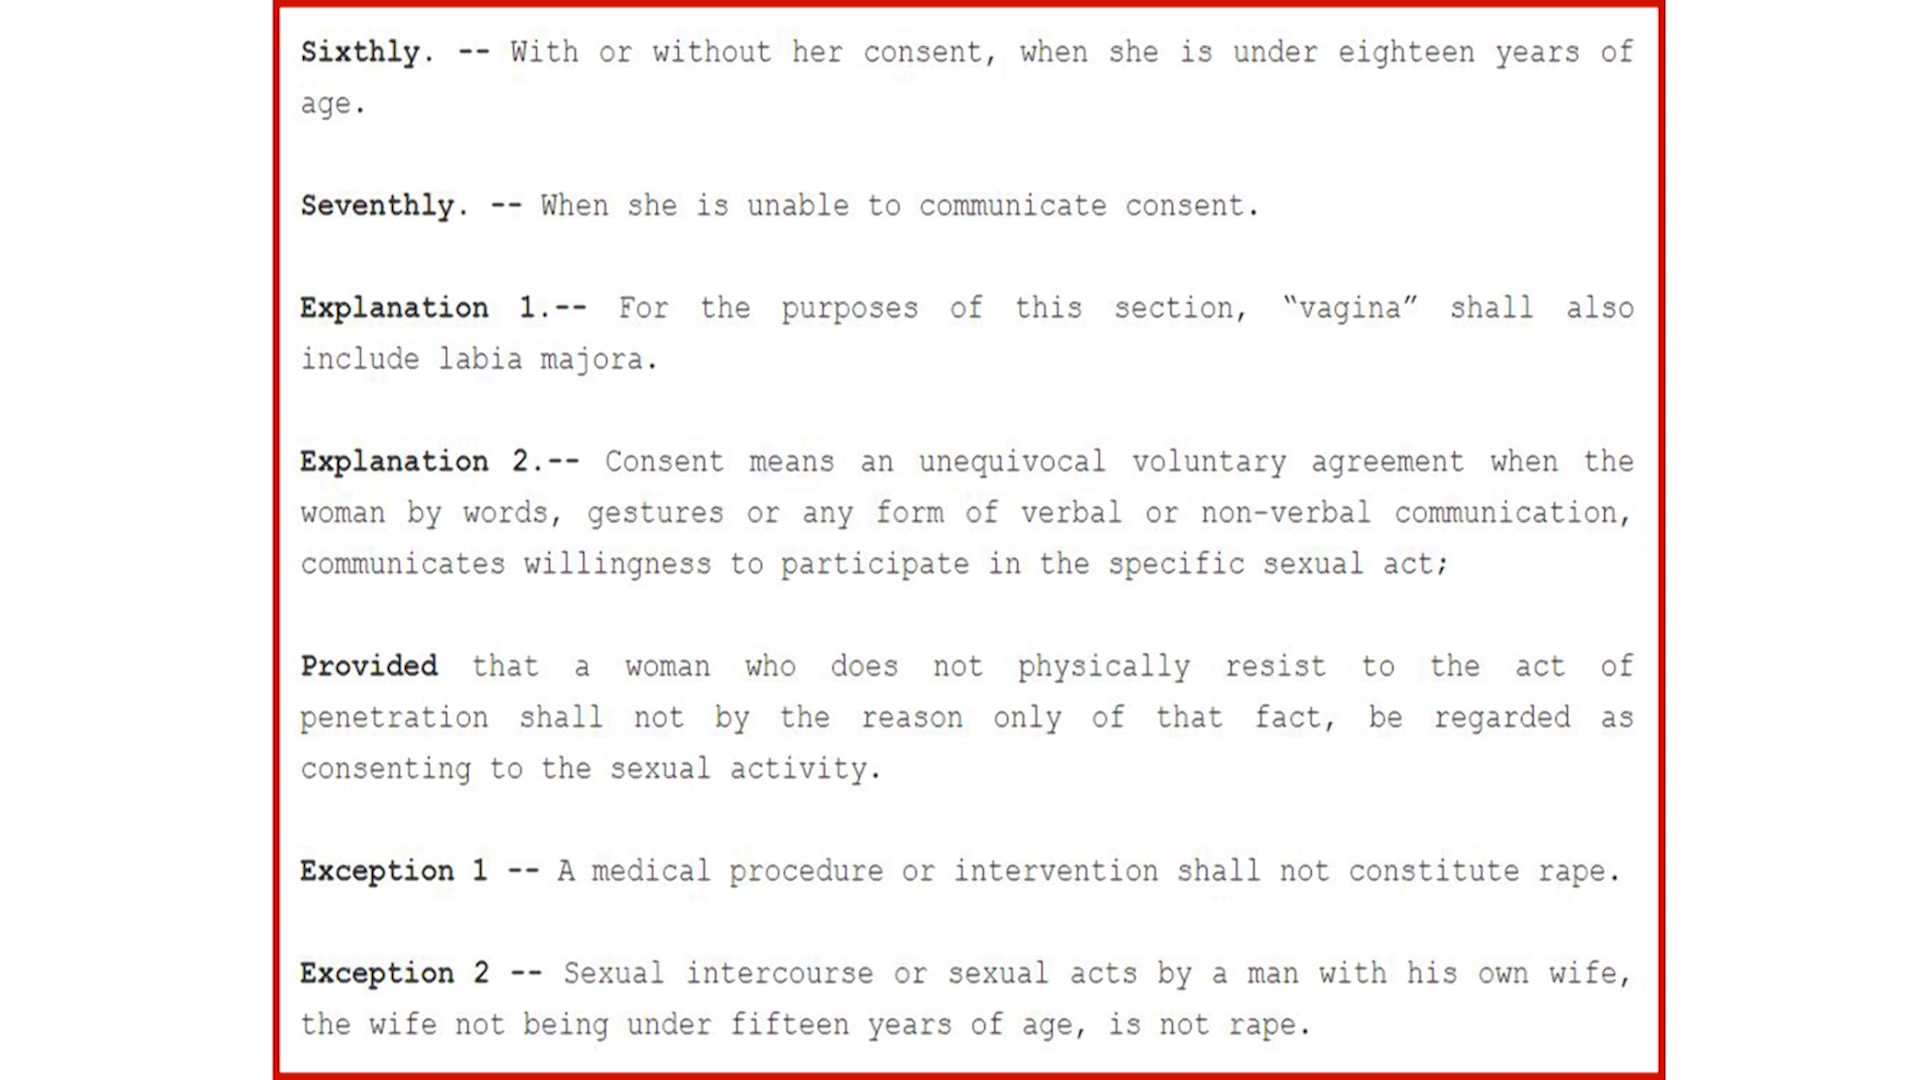 Sixthly. -- With or without her consent, when she is under eighteen years of
age.
Seventhly. -- When she is unable to communicate consent.
Explanation 1.-- For the purposes of this section, “vagina” shall also
include labia majora.
Explanation 2.-- Consent means an unequivocal voluntary agreement when the
woman by words, gestures or any form of verbal or non-verbal communication,
communicates willingness to participate in the specific sexual act;
Provided that a woman who does not physically resist to the act of
penetration shall not by the reason only of that fact, be regarded as
consenting to the sexual activity.
Exception 1 -- A medical procedure or intervention shall not constitute rape.
Exception 2 -- Sexual intercourse or sexual acts by a man with his own wife,
the wife not being under fifteen years of age, is not rape.